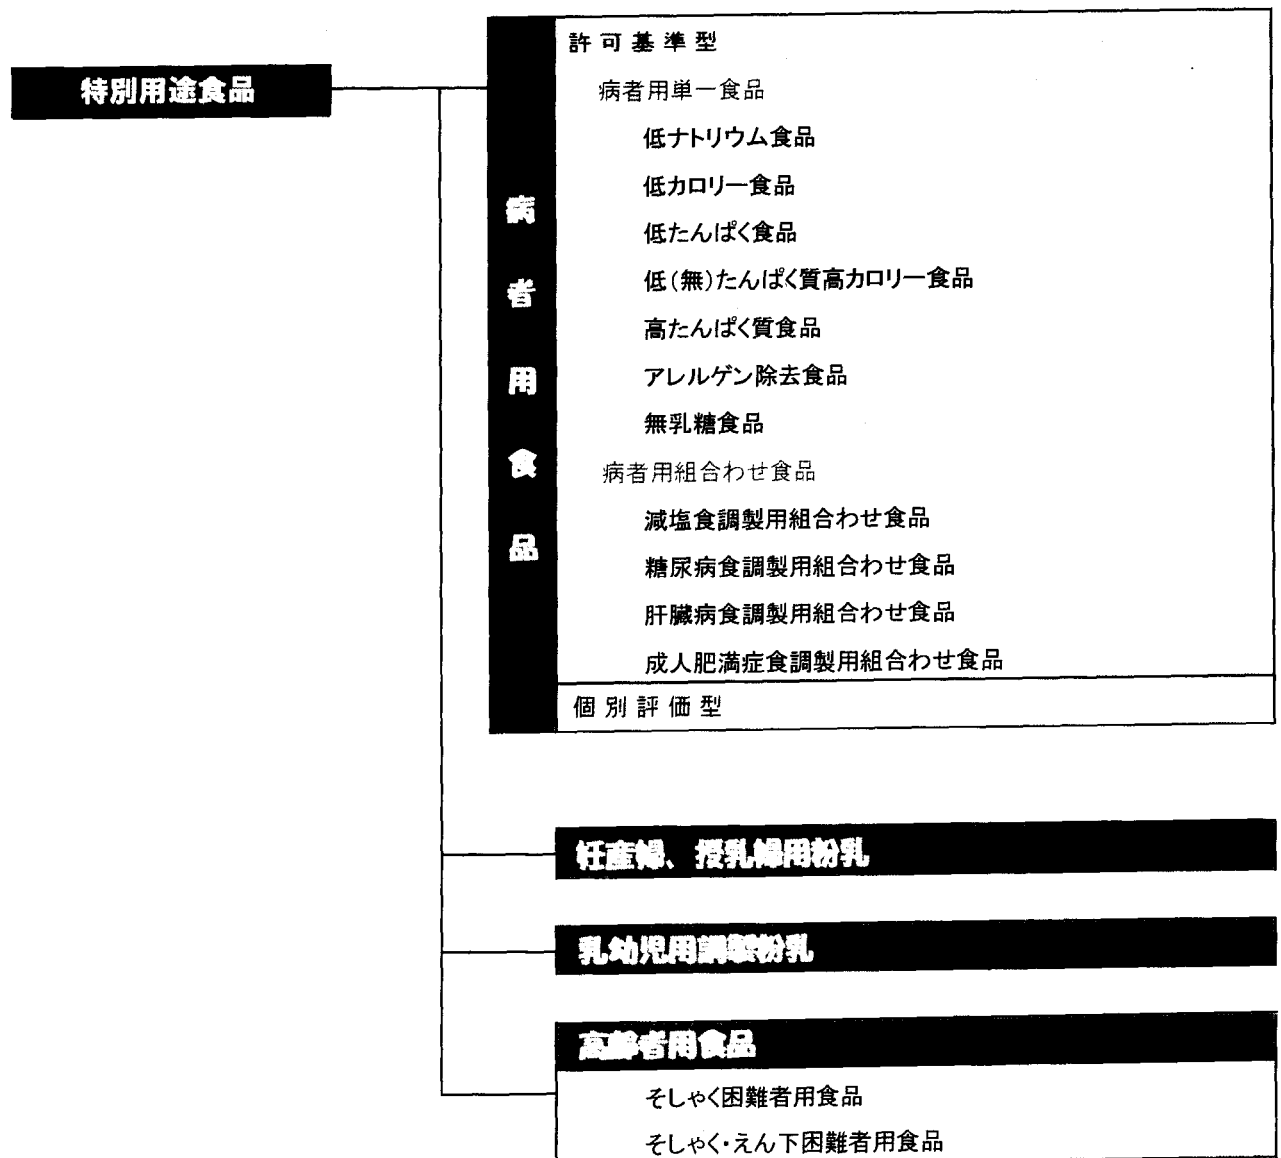 特別用途食品
病者用食品
許可基準型
病者用単一食品
低ナトリウム食品
低カロリー食品
低たんぱく食品
低(無)たんぱく質高カロリー食品
高たんぱく質食品
アレルゲン除去食品
無乳糖食品
病者用組合わせ食品
減塩食調製用組合わせ食品
糖尿病食調製用組合わせ食品
肝臓病食調製用組合わせ食品
成人肥満症食調製用組合わせ食品
個別評価型
妊産婦、授乳婦用粉乳
乳幼児用調製粉乳
高齢者用食品
そしゃく困難者用食品
そしゃく・えん下困難者用食品